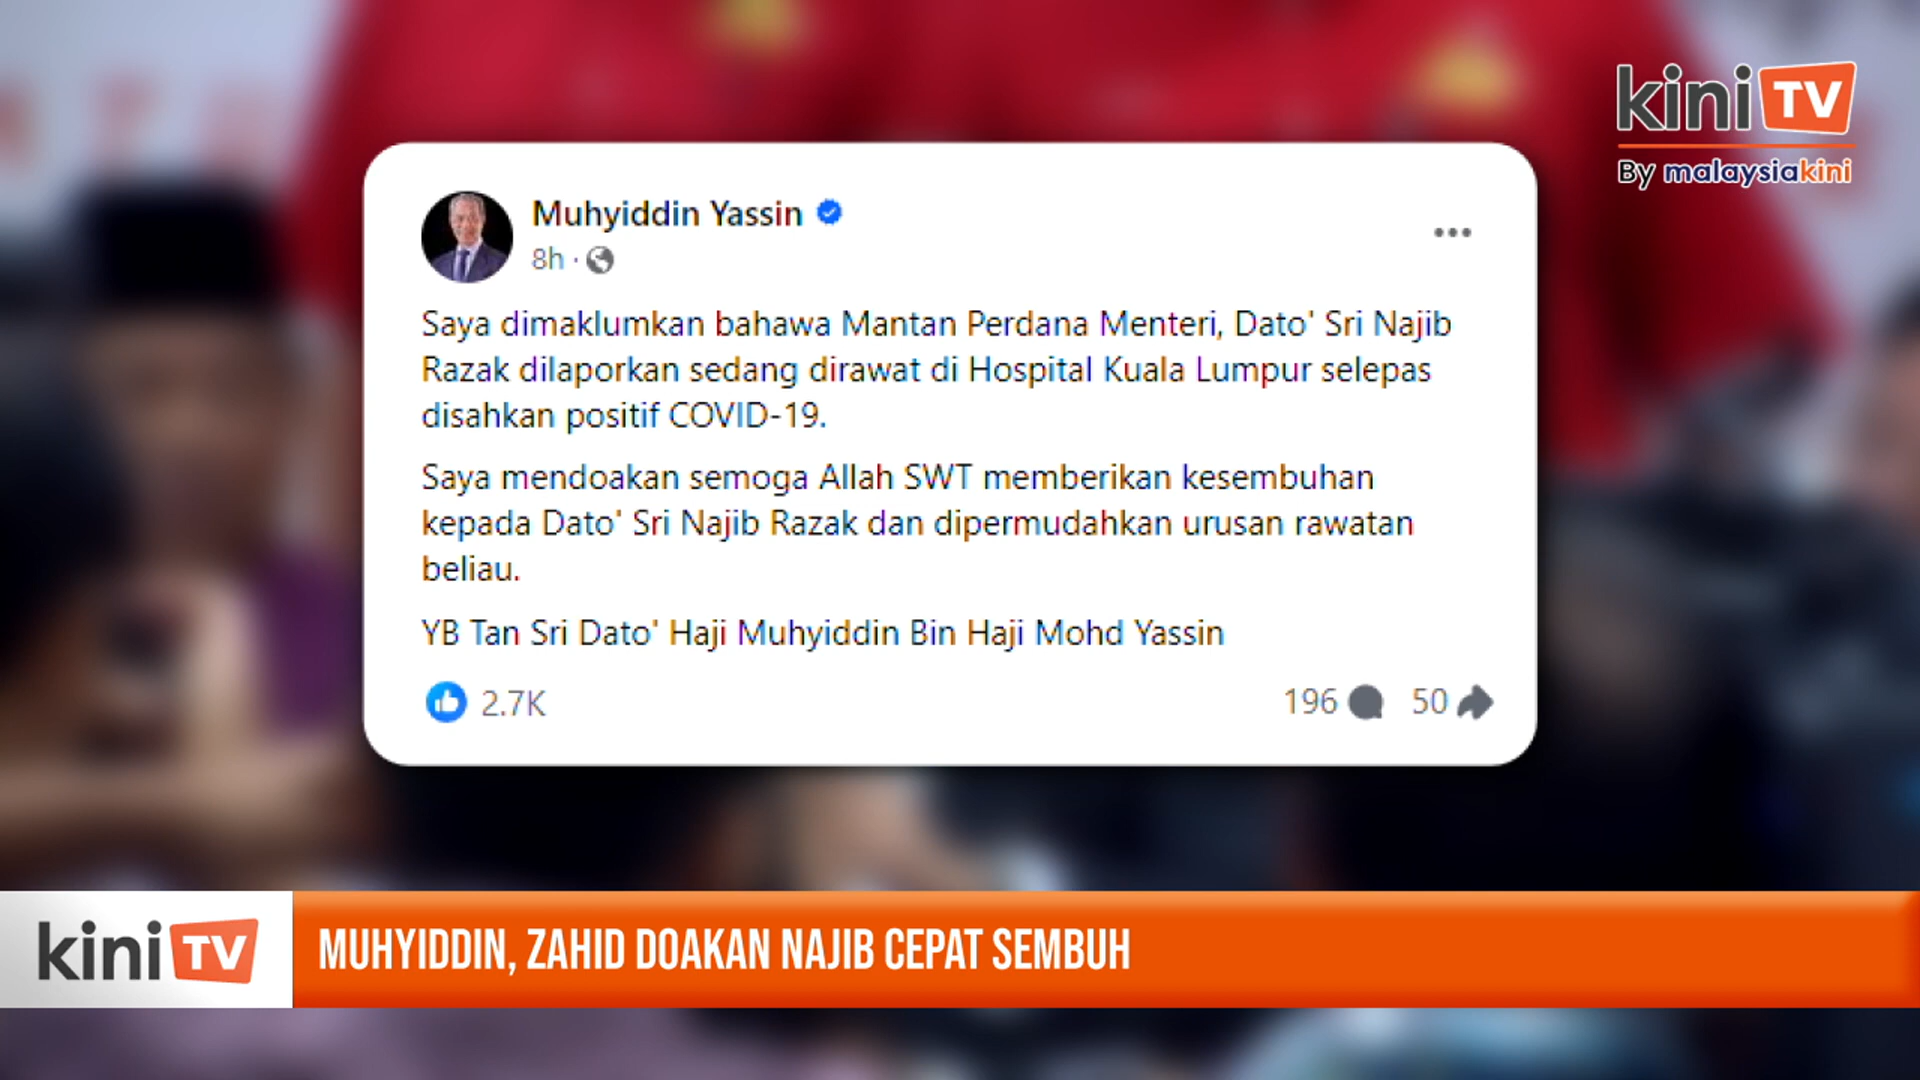 kini TV
By malaysiakini
Muhyiddin Yassin
8h ·
Saya dimaklumkan bahawa Mantan Perdana Menteri, Dato' Sri Najib
Razak dilaporkan sedang dirawat di Hospital Kuala Lumpur selepas
disahkan positif COVID-19.
Saya mendoakan semoga Allah SWT memberikan kesembuhan
kepada Dato' Sri Najib Razak dan dipermudahkan urusan rawatan
beliau.
YB Tan Sri Dato' Haji Muhyiddin Bin Haji Mohd Yassin
2.7K
196
50
kini TV
MUHYIDDIN, ZAHID DOAKAN NAJIB CEPAT SEMBUH